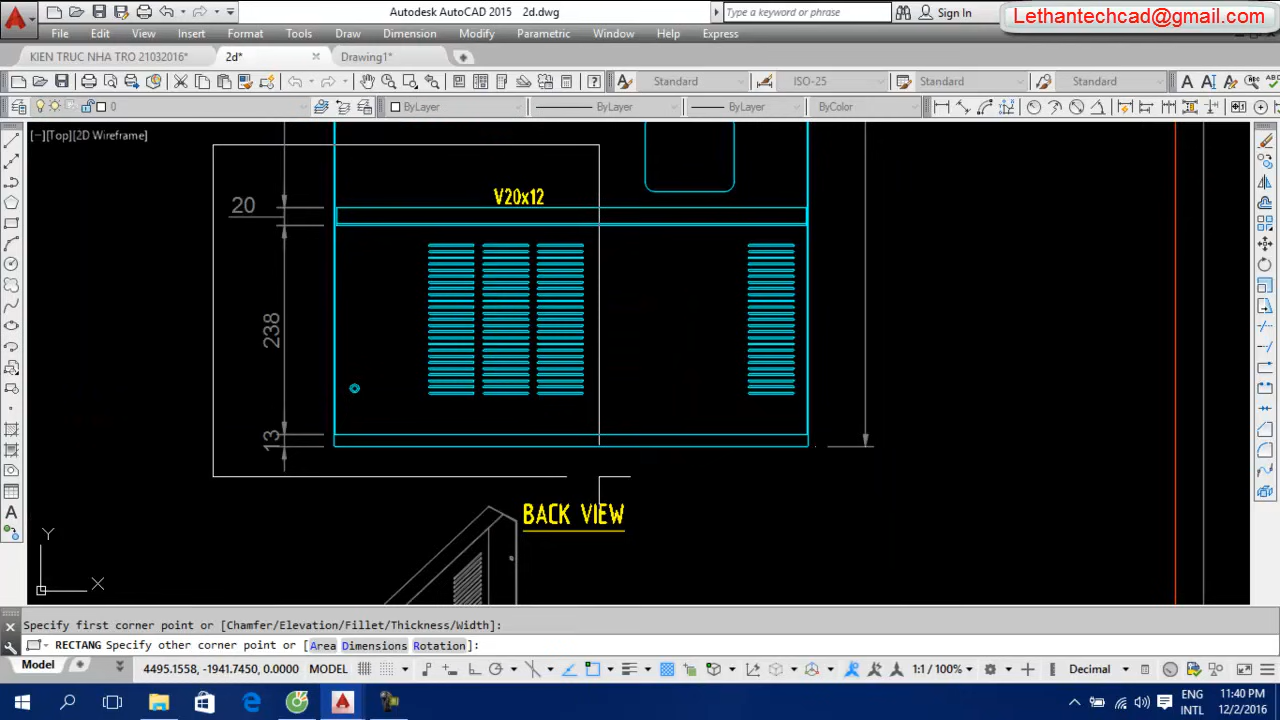 Autodesk AutoCAD 2015 2d.dwg
Type a keyword or phrase
Sign In
Lethantechcad@gmail.com
File Edit View Insert Format Tools Draw Dimension Modify Parametric Window Help Express
KIEN TRUC NHA TRO 21032016*
2d*
Drawing1*
Standard
ISO-25
Standard
Standard
0
ByLayer
ByLayer
ByLayer
ByColor
[−][Top][2D Wireframe]
V20x12
20
238
13
BACK VIEW
Y
X
Specify first corner point or [Chamfer/Elevation/Fillet/Thickness/Width]:
RECTANG Specify other corner point or [Area Dimensions Rotation]:
Model
4495.1558, -1941.7450, 0.0000 MODEL
1:1 / 100%
Decimal
ENG
INTL
11:40 PM
12/2/2016